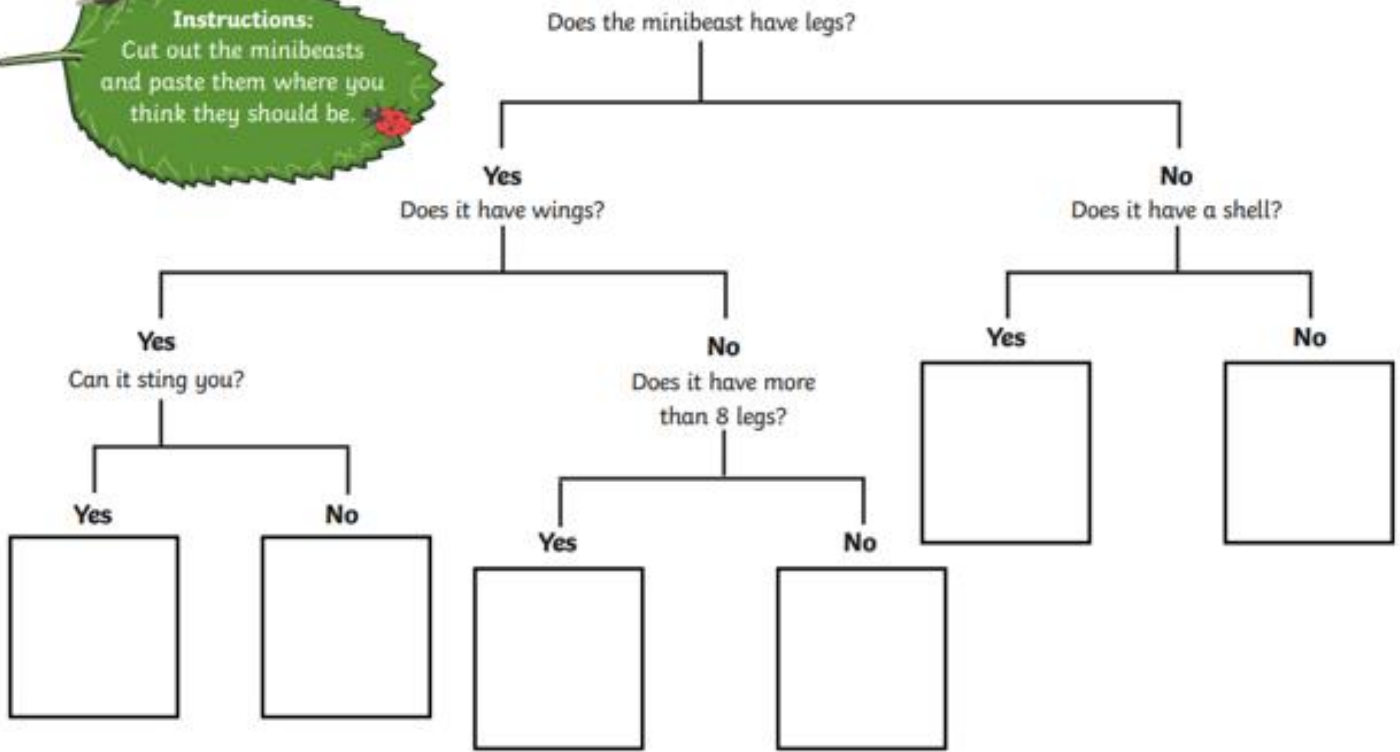 Instructions:
Cut out the minibeasts
and paste them where you
think they should be.
Does the minibeast have legs?
Yes
Does it have wings?
No
Does it have a shell?
Yes
Can it sting you?
No
Does it have more
than 8 legs?
Yes
No
Yes
No
Yes
No